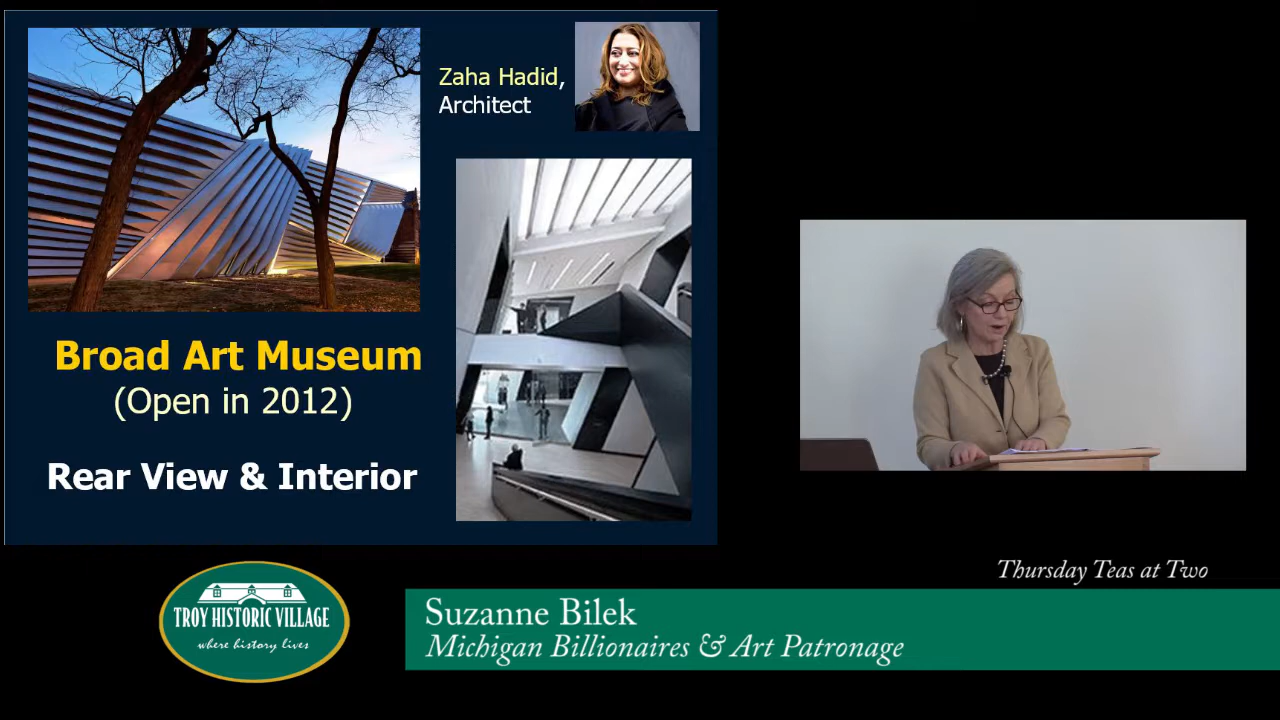 Zaha Hadid,
Architect
Broad Art Museum
(Open in 2012)
Rear View & Interior
Thursday Teas at Two
TROY HISTORIC VILLAGE
where history lives
Suzanne Bilek
Michigan Billionaires & Art Patronage